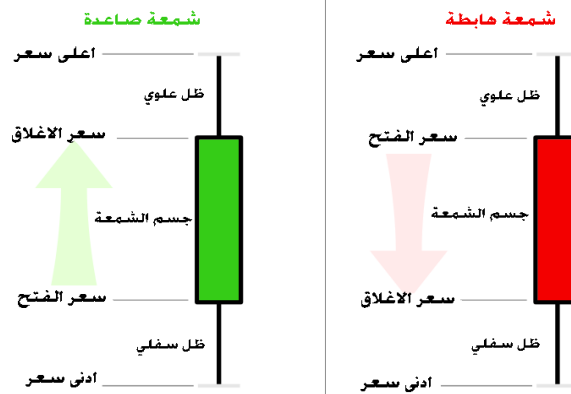 شمعة صاعدة
اعلى سعر
ظل علوي
سعر الاغلاق
جسم الشمعة
سعر الفتح
ظل سفلي
ادنى سعر
شمعة هابطة
اعلى سعر
ظل علوي
سعر الفتح
جسم الشمعة
سعر الاغلاق
ظل سفلي
ادنى سعر